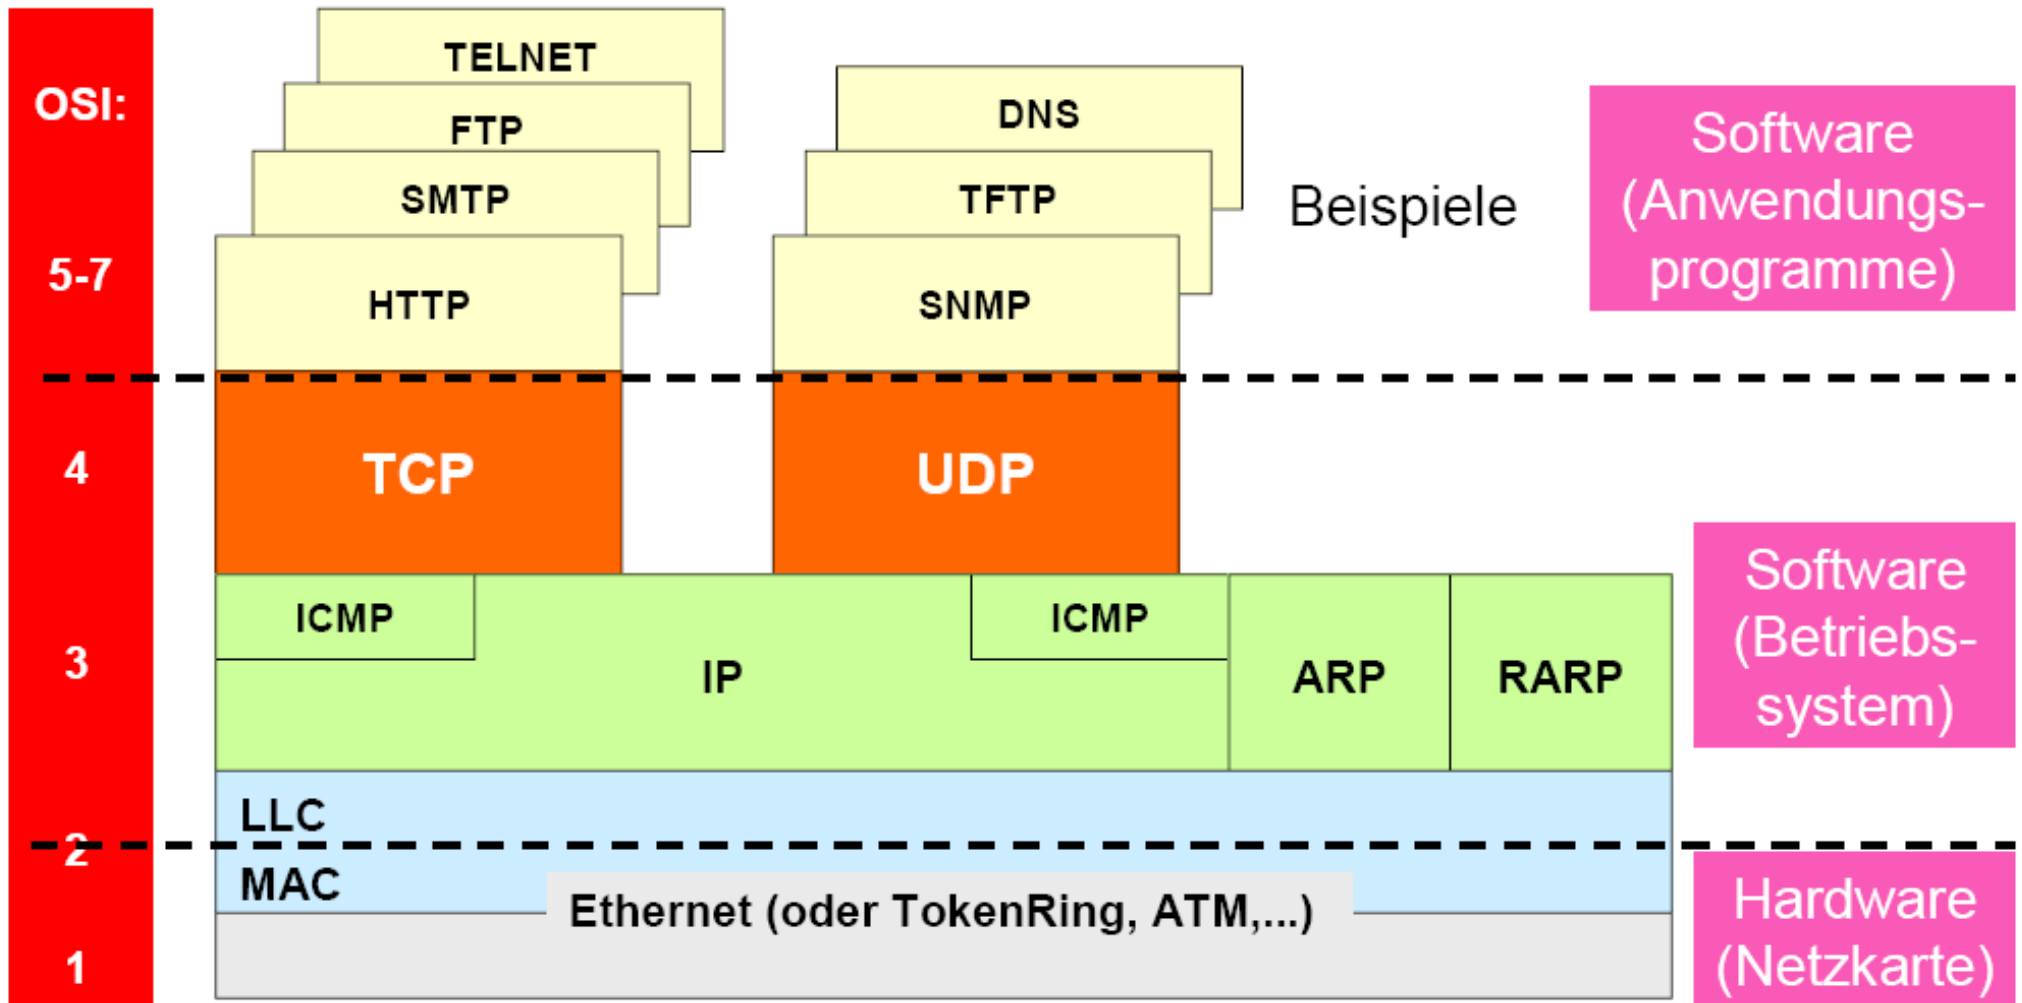 OSI:
5-7
4
3
2
1
TELNET
FTP
SMTP
HTTP
DNS
TFTP
SNMP
Beispiele
TCP
UDP
ICMP
IP
ICMP
ARP
RARP
LLC
MAC
Ethernet (oder TokenRing, ATM,...)
Software
(Anwendungs-
programme)
Software
(Betriebs-
system)
Hardware
(Netzkarte)